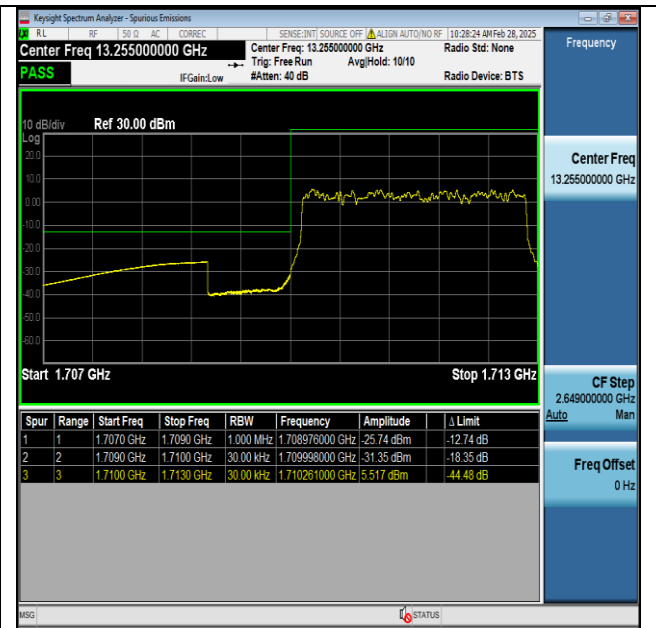 Keysight Spectrum Analyzer - Spurious Emissions
RL RF 50 Ω AC CORREC SENSE:INT SOURCE OFF ALIGN AUTO/NO RF 10:28:24 AM Feb 28, 2025
Center Freq 13.255000000 GHz
Center Freq: 13.255000000 GHz
Radio Std: None
Trig: Free Run Avg|Hold: 10/10
PASS
IFGain:Low
#Atten: 40 dB
Radio Device: BTS
10 dB/div Ref 30.00 dBm
Log
20.0
10.0
0.00
-10.0
-20.0
-30.0
-40.0
-50.0
-60.0
Start 1.707 GHz Stop 1.713 GHz
Spur Range Start Freq Stop Freq RBW Frequency Amplitude Δ Limit
1 1 1.7070 GHz 1.7090 GHz 1.000 MHz 1.708976000 GHz -25.74 dBm -12.74 dB
2 2 1.7090 GHz 1.7100 GHz 30.00 kHz 1.709998000 GHz -31.35 dBm -18.35 dB
3 3 1.7100 GHz 1.7130 GHz 30.00 kHz 1.710261000 GHz 5.517 dBm -44.48 dB
MSG STATUS
Frequency
Center Freq
13.255000000 GHz
CF Step
2.649000000 GHz
Auto Man
Freq Offset
0 Hz